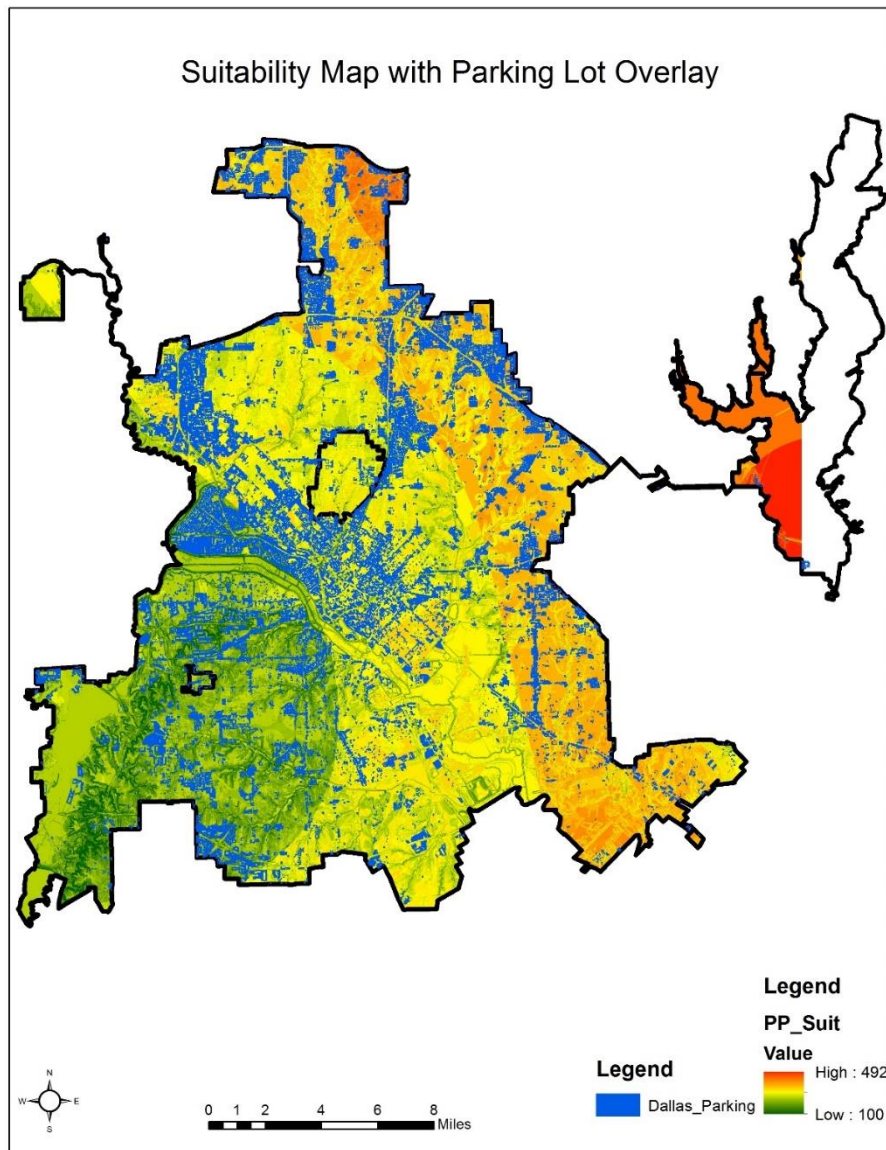 Suitability Map with Parking Lot Overlay
Legend
PP_Suit
Value
High : 492
Low : 100
Legend
Dallas_Parking
N
W E
S
0 1 2 4 6 8
Miles